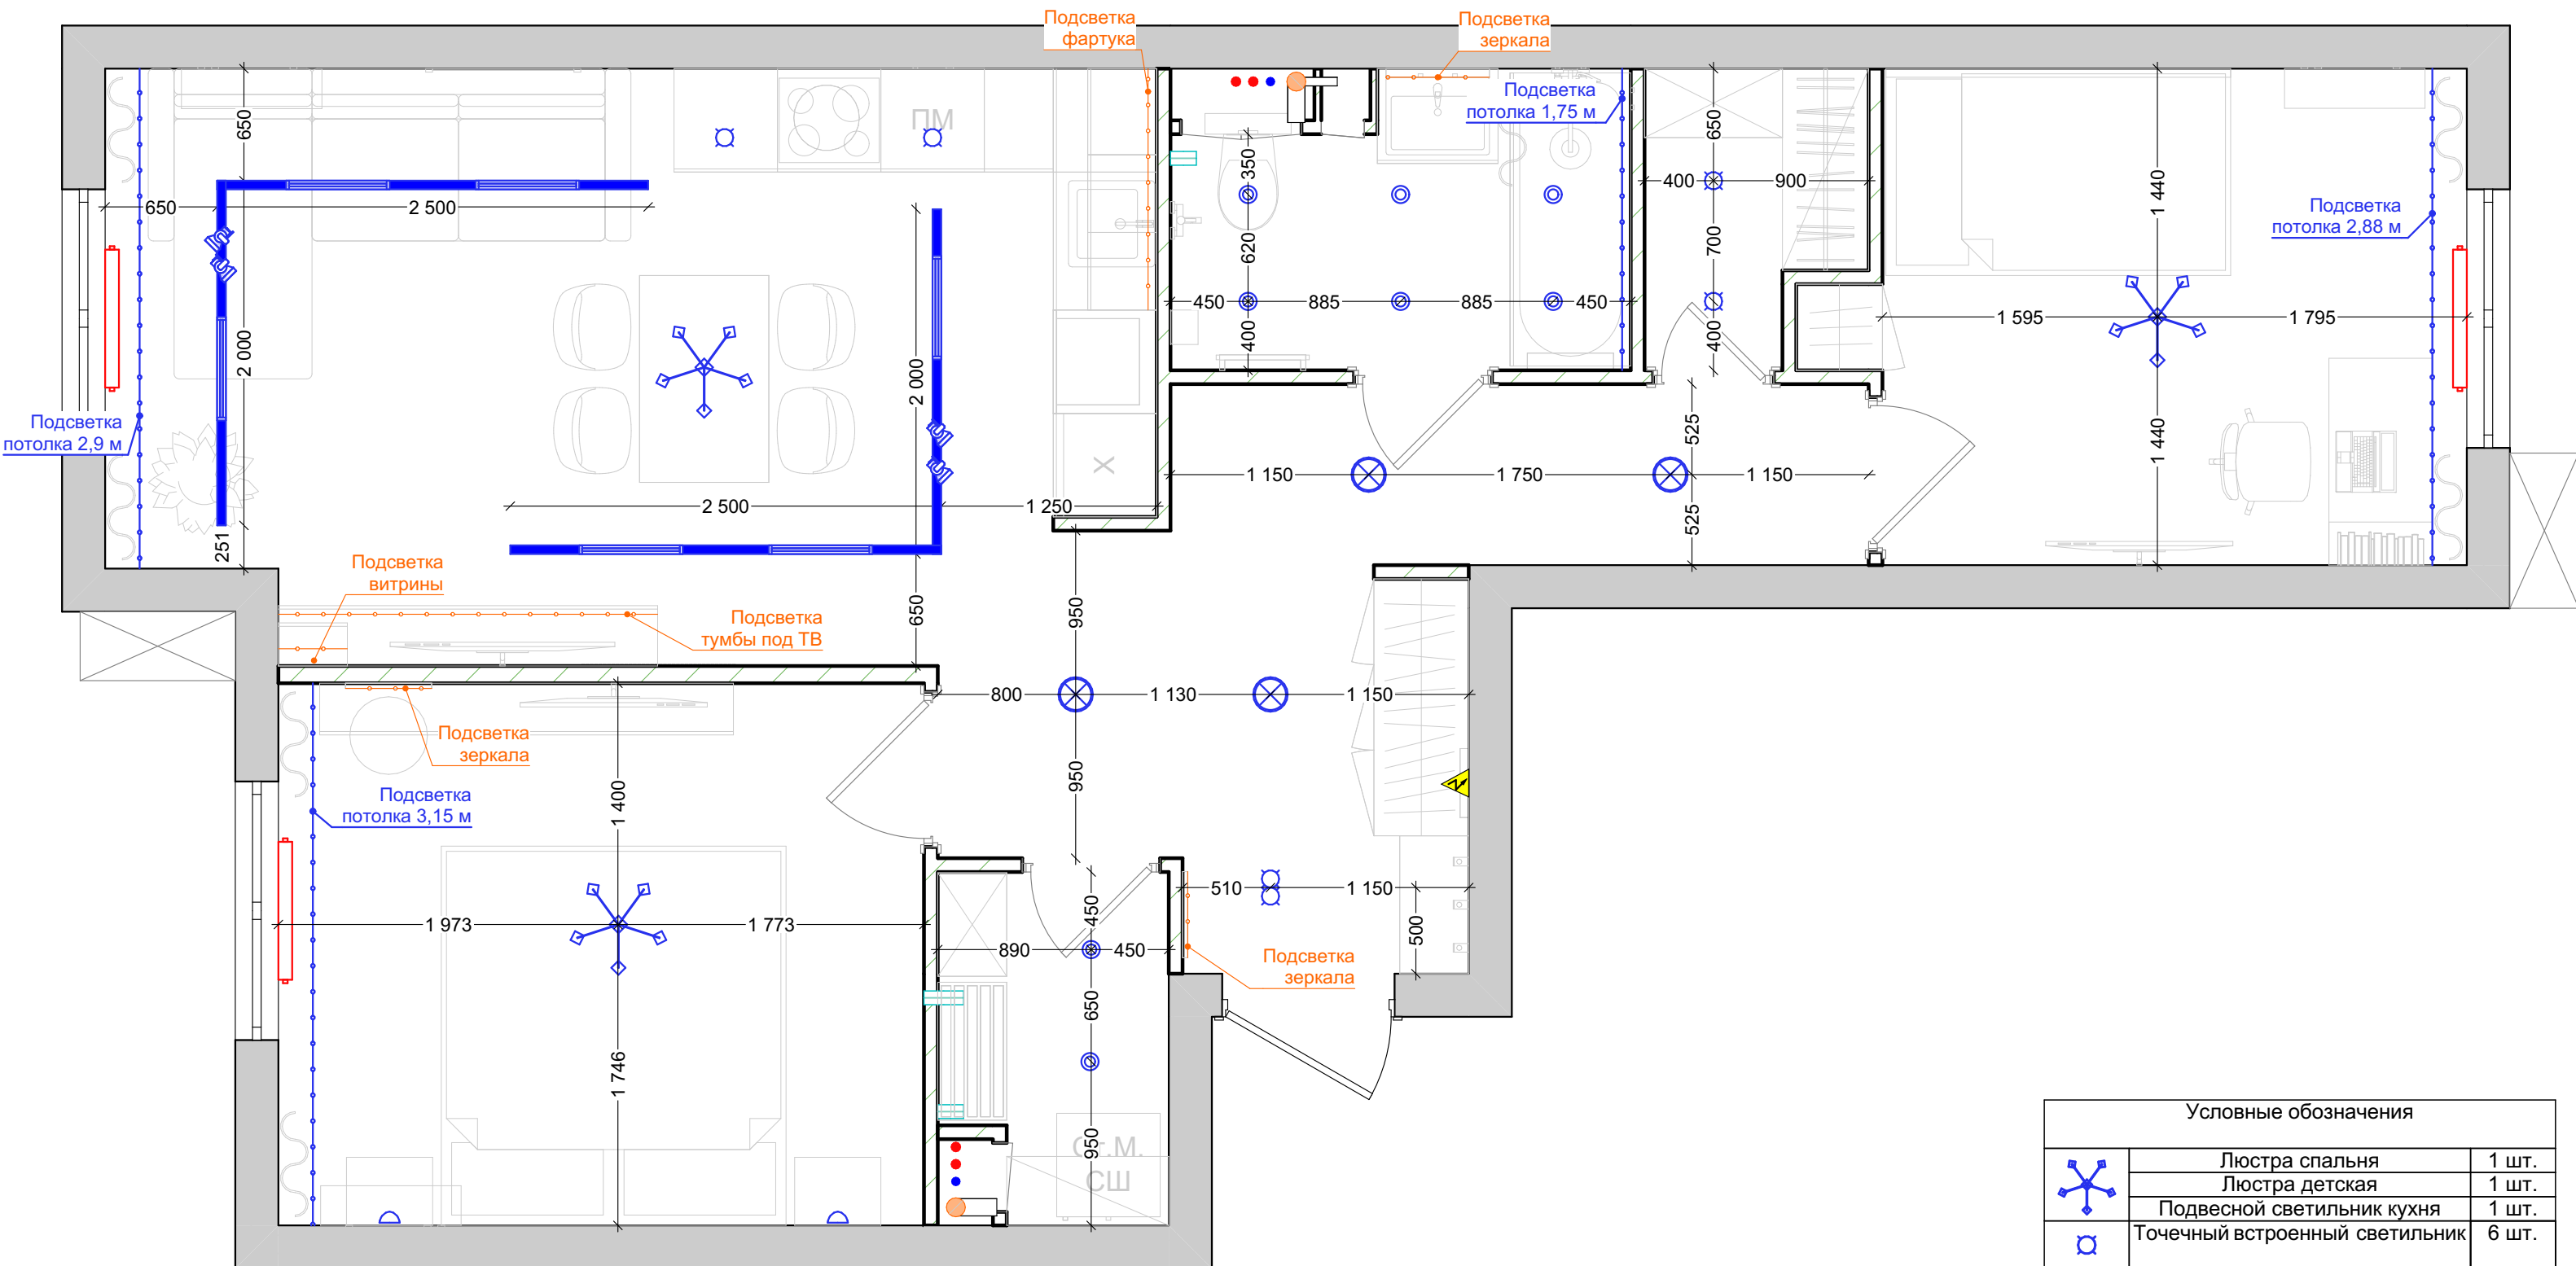 Подсветка
фартука
Подсветка
зеркала
Подсветка
потолка 1,75 м
ПМ
650
650
2 500
350
620
450
885
885
450
400
650
400
900
700
400
1 440
Подсветка
потолка 2,88 м
1 595
1 795
1 440
2 000
2 000
Подсветка
потолка 2,9 м
251
2 500
1 250
X
1 150
1 750
1 150
525
525
Подсветка
витрины
Подсветка
тумбы под ТВ
650
950
800
1 130
1 150
950
Подсветка
зеркала
Подсветка
потолка 3,15 м
1 400
1 973
1 773
1 746
510
1 150
500
450
890
450
650
950
Подсветка
зеркала
Ст.М.
СШ
Условные обозначения
Люстра спальня 1 шт.
Люстра детская 1 шт.
Подвесной светильник кухня 1 шт.
Точечный встроенный светильник 6 шт.